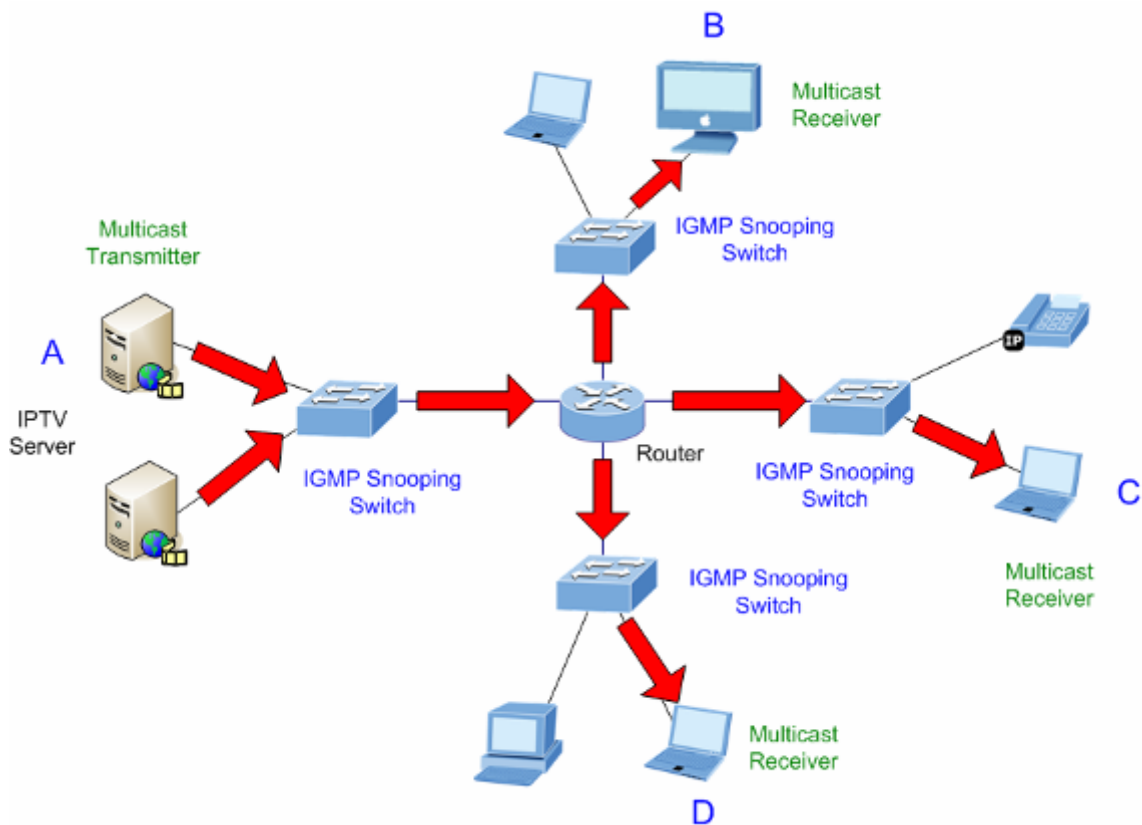 B
Multicast
Receiver
IGMP Snooping
Switch
Multicast
Transmitter
A
IPTV
Server
IGMP Snooping
Switch
Router
IP
IGMP Snooping
Switch
C
Multicast
Receiver
IGMP Snooping
Switch
Multicast
Receiver
D